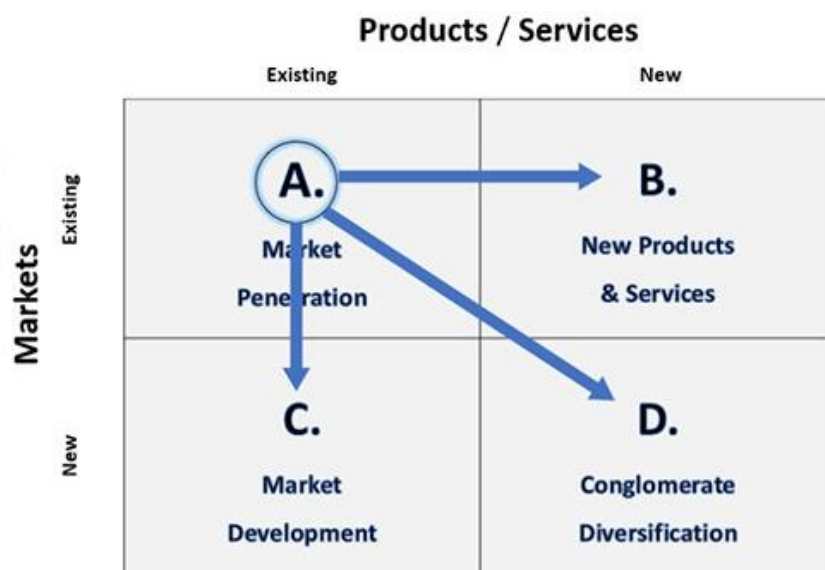 Products / Services
Existing
New
Markets
Existing
New
A.
Market
Penetration
B.
New Products
& Services
C.
Market
Development
D.
Conglomerate
Diversification